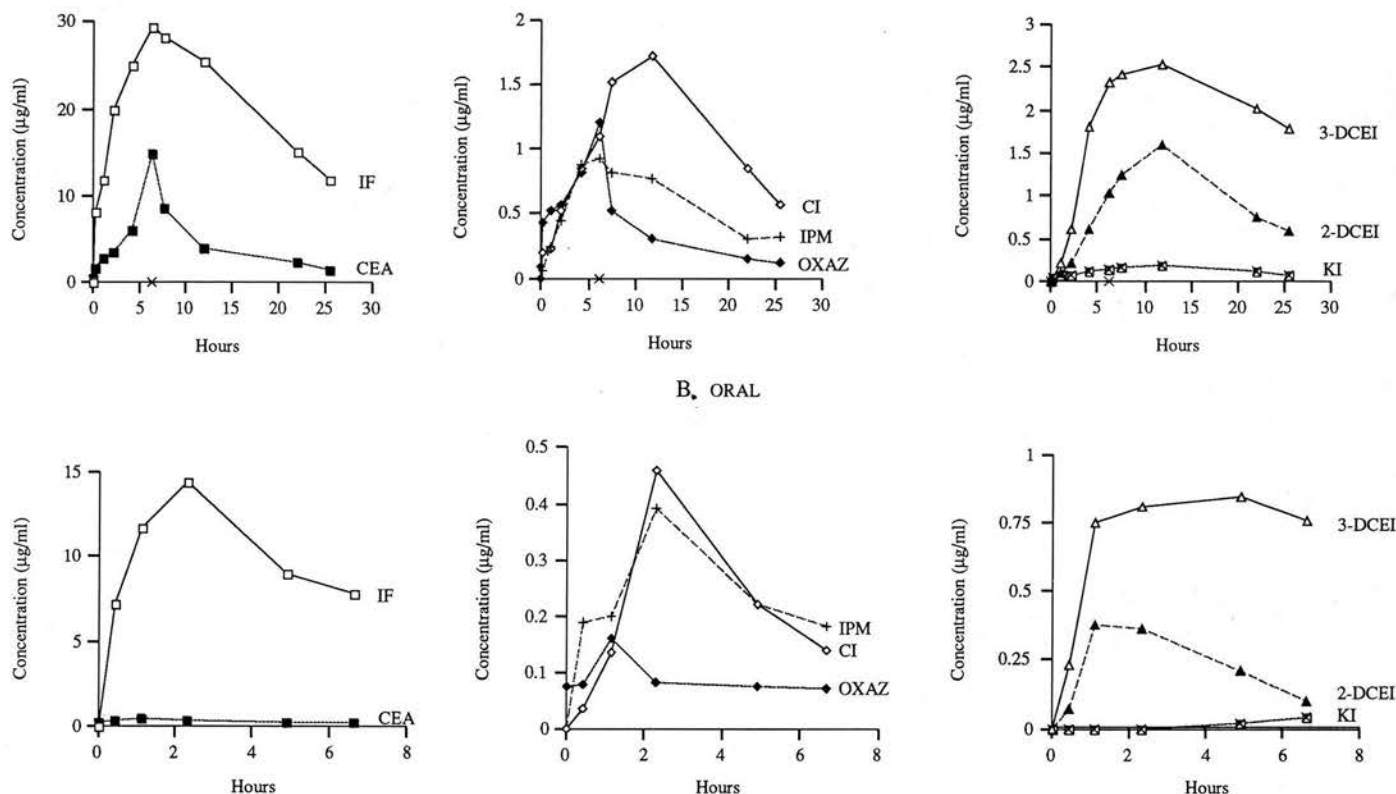 Concentration (μg/ml)
30
20
10
0
0 5 10 15 20 25 30
Hours
IF
CEA
Concentration (μg/ml)
2
1.5
1
0.5
0
0 5 10 15 20 25 30
Hours
CI
IPM
OXAZ
Concentration (μg/ml)
3
2.5
2
1.5
1
0.5
0
0 5 10 15 20 25 30
Hours
3-DCEI
2-DCEI
KI
B. ORAL
Concentration (μg/ml)
15
10
5
0
0 2 4 6 8
Hours
IF
CEA
Concentration (μg/ml)
0.5
0.4
0.3
0.2
0.1
0
0 2 4 6 8
Hours
IPM
CI
OXAZ
Concentration (μg/ml)
1
0.75
0.5
0.25
0
0 2 4 6 8
Hours
3-DCEI
2-DCEI
KI